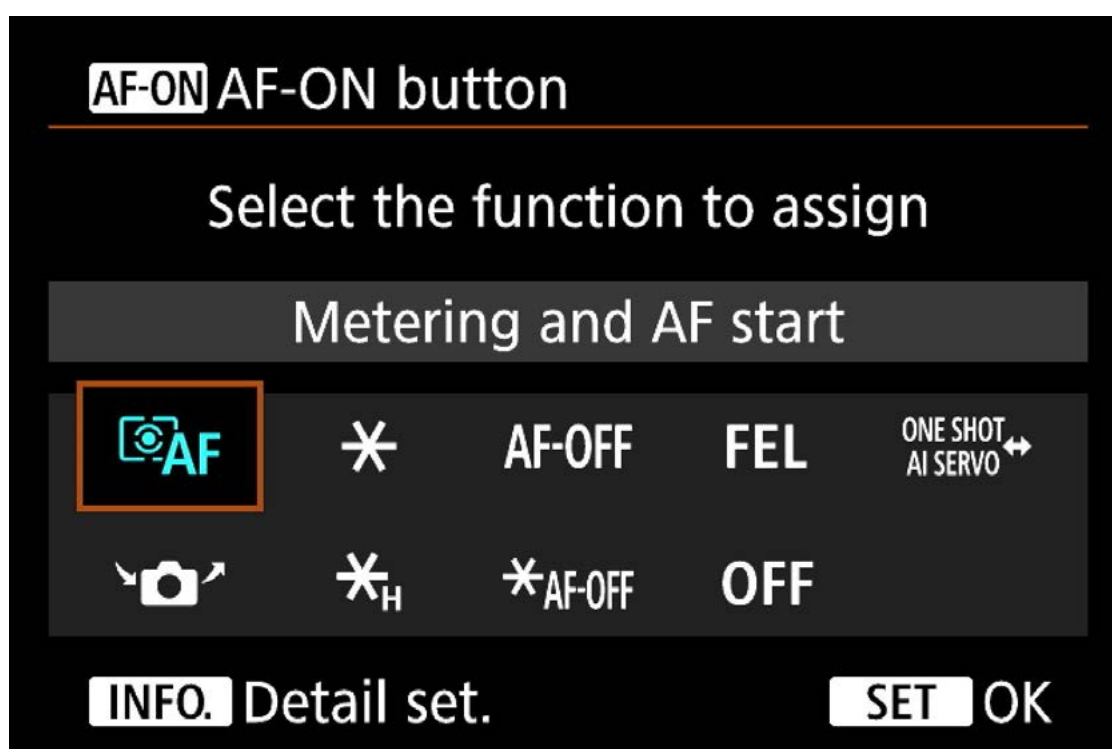 AF-ON AF-ON button
Select the function to assign
Metering and AF start
AF * AF-OFF FEL ONE SHOT AI SERVO ↔
*H *AF-OFF OFF
INFO. Detail set. SET OK